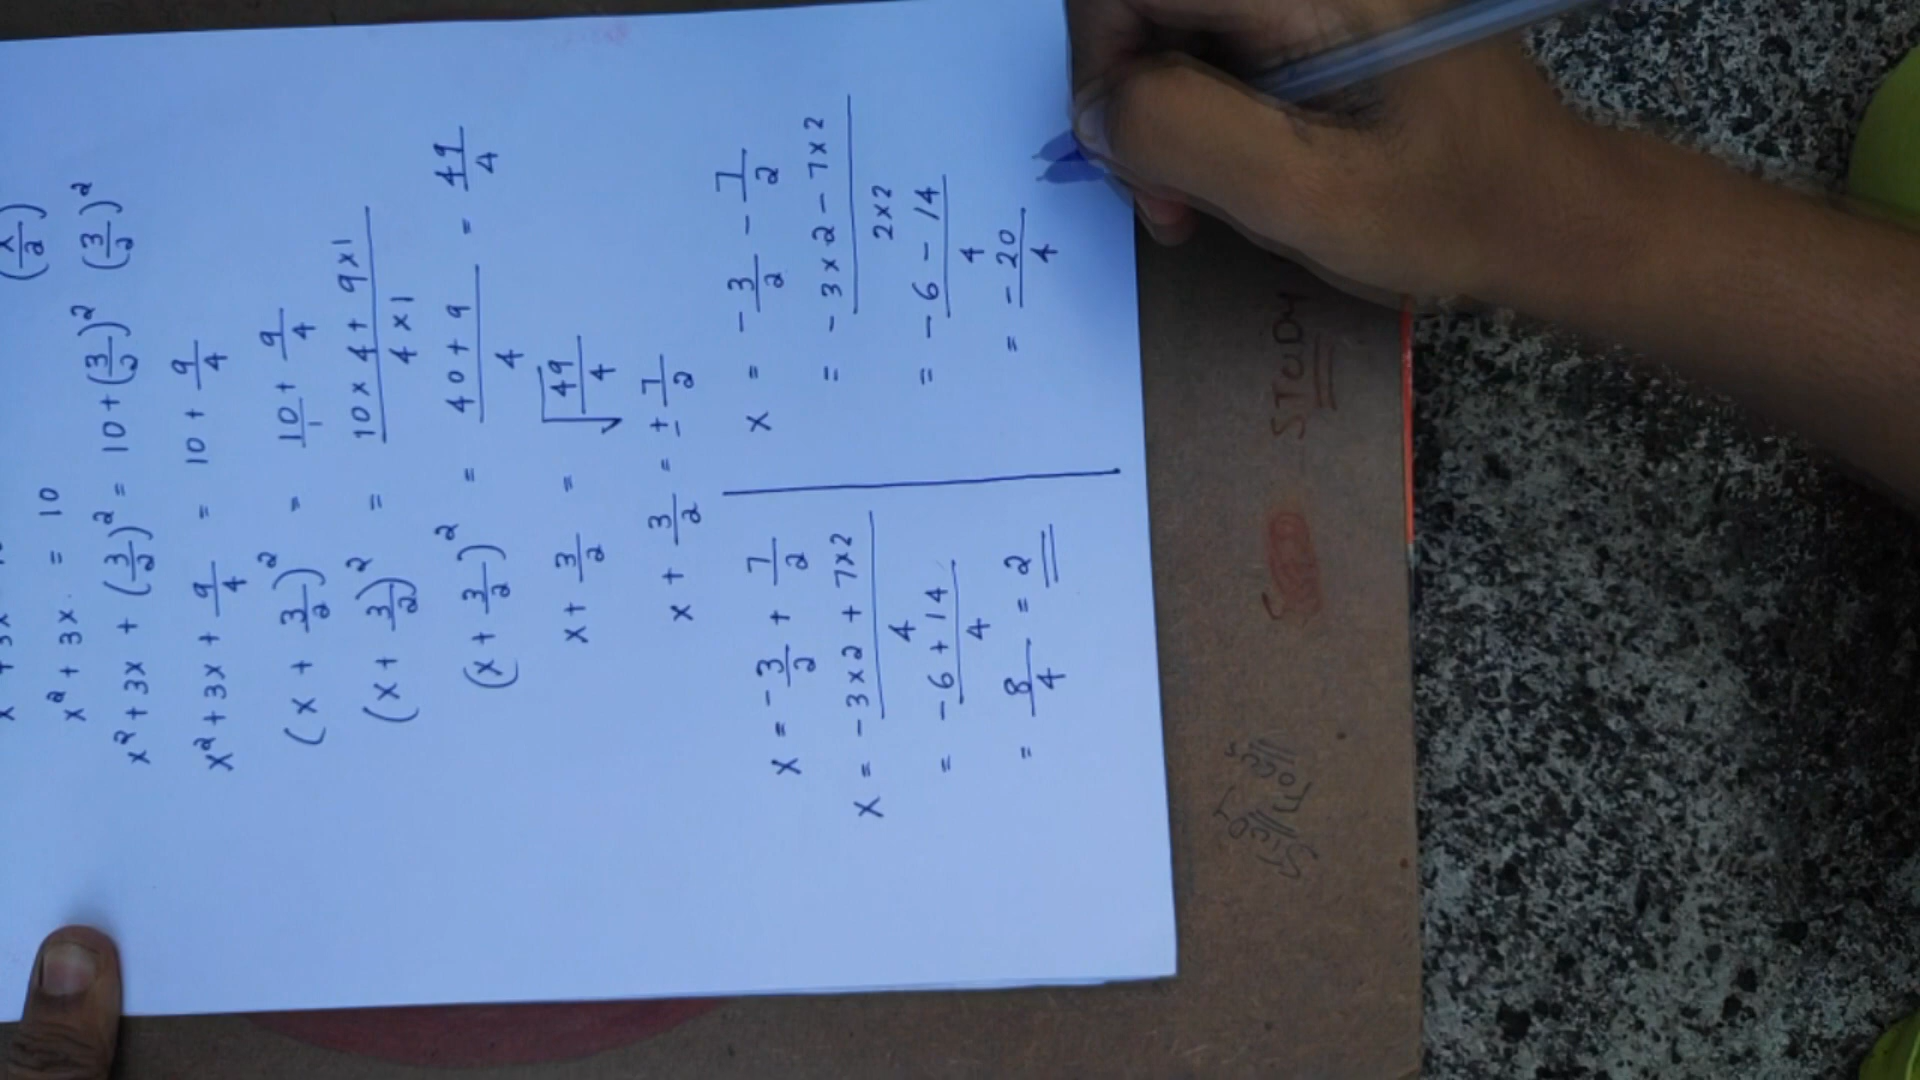 (x/2)
x² + 3x = 10
x² + 3x + (3/2)² = 10 + (3/2)² (3/2)²
x² + 3x + 9/4 = 10 + 9/4
(x + 3/2)² = 10/1 + 9/4
(x + 3/2)² = 10 x 4 + 9 x 1 / 4 x 1
(x + 3/2)² = 40 + 9 / 4 = 49/4
x + 3/2 = √49/4
x + 3/2 = ± 7/2
x = - 3/2 + 7/2
x = - 3 x 2 + 7 x 2 / 4
= - 6 + 14 / 4
= 8/4 = 2
x = - 3/2 - 7/2
= - 3 x 2 - 7 x 2 / 2 x 2
= - 6 - 14 / 4
= - 20 / 4
STUDY